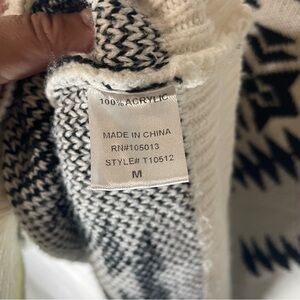 100% ACRYLIC
MADE IN CHINA
RN#105013
STYLE# T10512
M